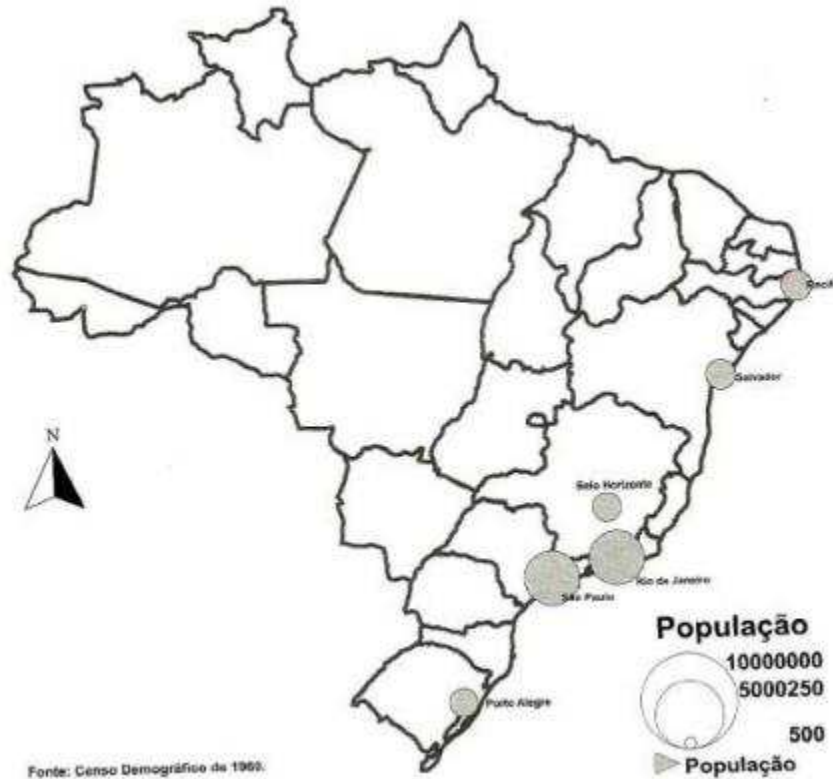 N
Recif
Salvador
Belo Horizonte
Rio de Janeiro
São Paulo
Porto Alegre
População
10000000
5000250
500
População
Fonte: Censo Demográfico de 1960.